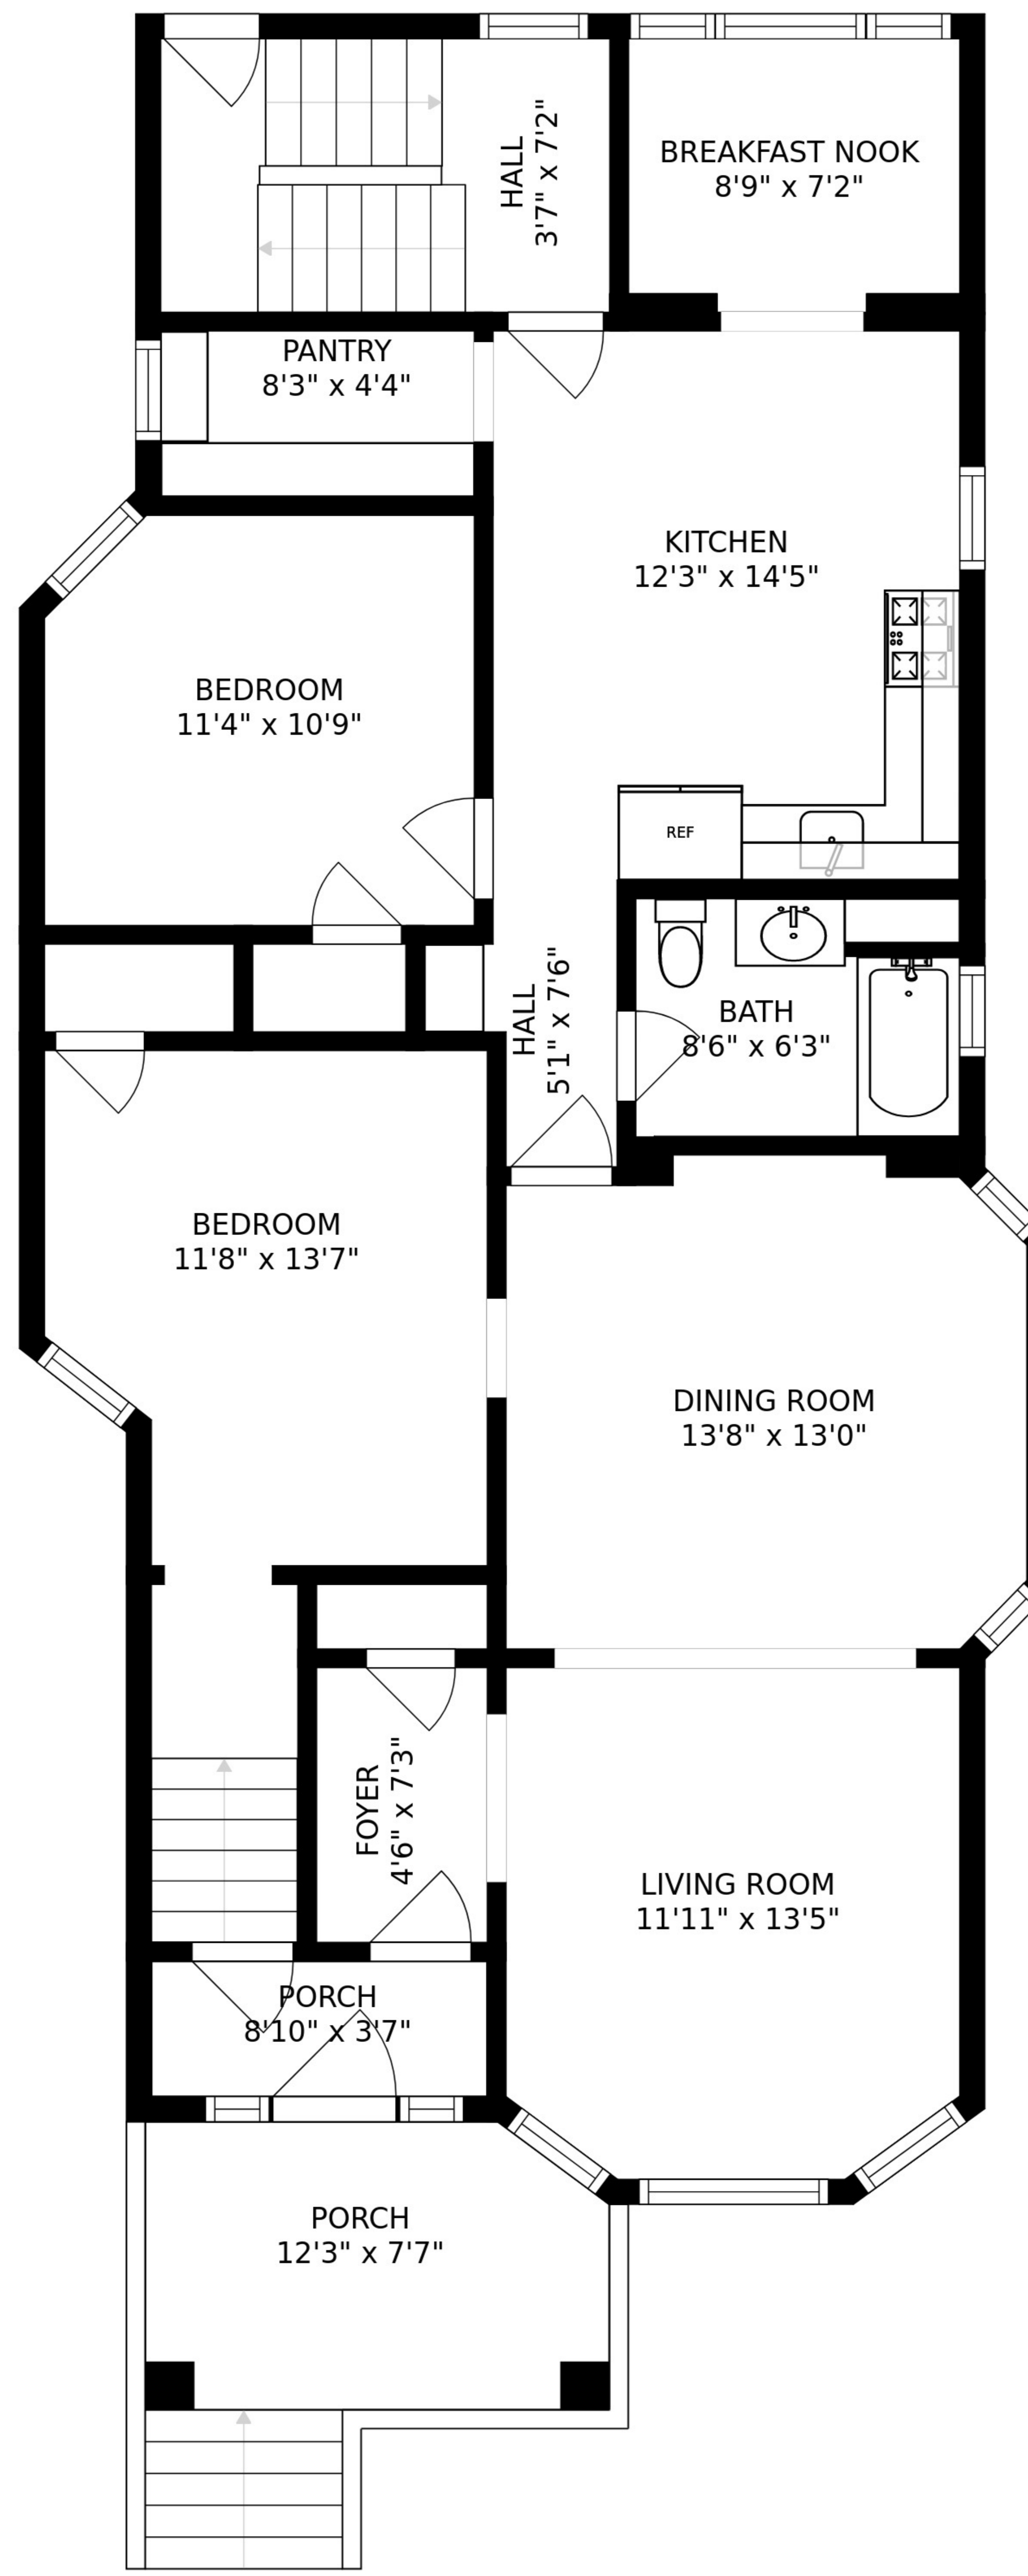 HALL
3'7" x 7'2"
BREAKFAST NOOK
8'9" x 7'2"
PANTRY
8'3" x 4'4"
KITCHEN
12'3" x 14'5"
BEDROOM
11'4" x 10'9"
REF
HALL
5'1" x 7'6"
BATH
8'6" x 6'3"
BEDROOM
11'8" x 13'7"
DINING ROOM
13'8" x 13'0"
FOYER
4'6" x 7'3"
LIVING ROOM
11'11" x 13'5"
PORCH
8'10" x 3'7"
PORCH
12'3" x 7'7"